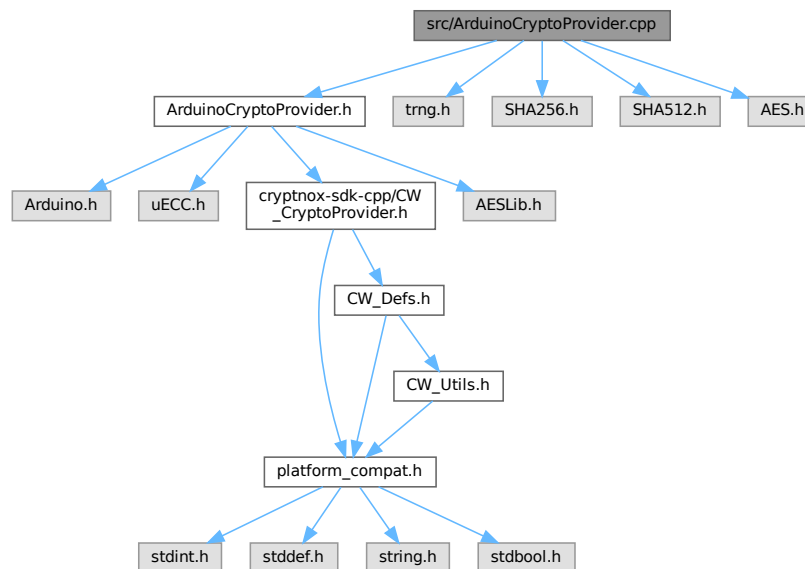 src/ArduinoCryptoProvider.cpp
ArduinoCryptoProvider.h
trng.h
SHA256.h
SHA512.h
AES.h
Arduino.h
uECC.h
cryptnox-sdk-cpp/CW
_CryptoProvider.h
AESLib.h
CW_Defs.h
CW_Utils.h
platform_compat.h
stdint.h
stddef.h
string.h
stdbool.h